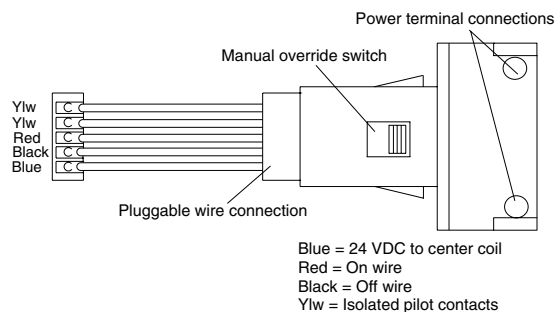 Power terminal connections
Manual override switch
Ylw
Ylw
Red
Black
Blue
Pluggable wire connection
Blue = 24 VDC to center coil
Red = On wire
Black = Off wire
Ylw = Isolated pilot contacts